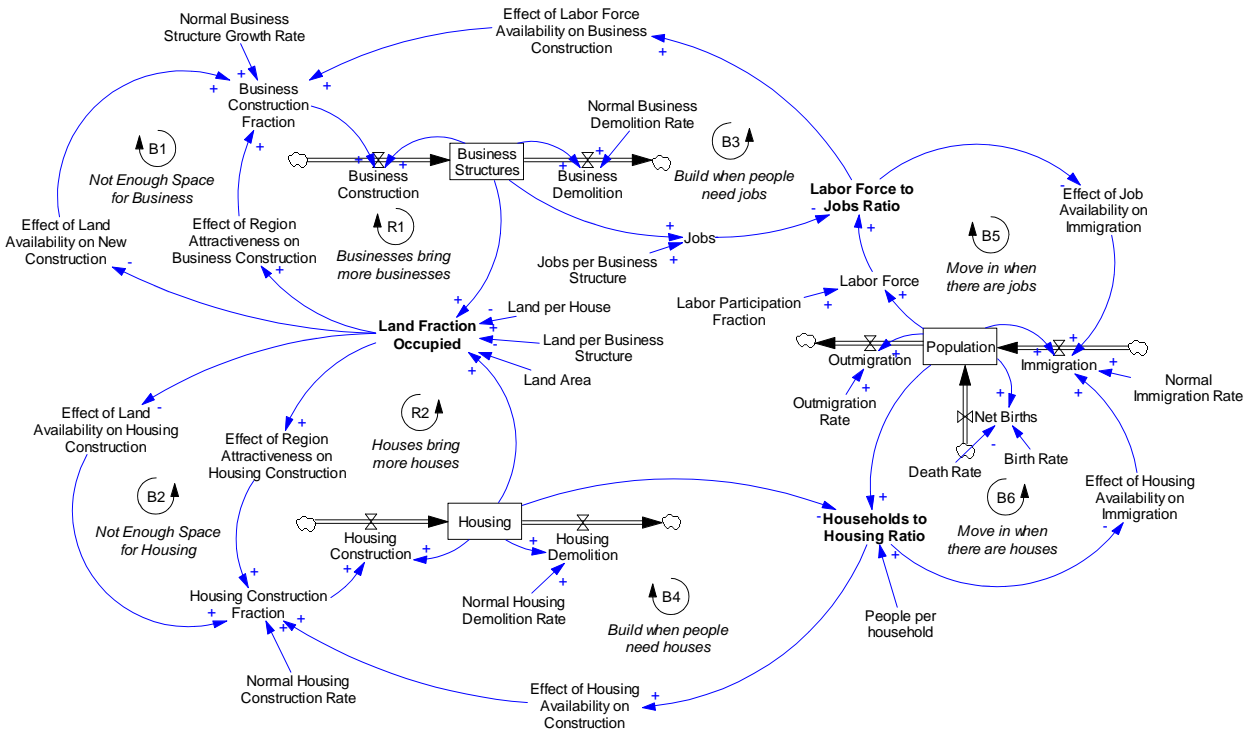 Normal Business
Structure Growth Rate
Effect of Labor Force
Availability on Business
Construction
Business
Construction
Fraction
Normal Business
Demolition Rate
B1
Not Enough Space
for Business
B3
Build when people
need jobs
Business
Structures
Business
Construction
Business
Demolition
Labor Force to
Jobs Ratio
Effect of Job
Availability on
Immigration
Effect of Land
Availability on New
Construction
Effect of Region
Attractiveness on
Business Construction
R1
Businesses bring
more businesses
Jobs
Jobs per Business
Structure
B5
Move in when
there are jobs
Labor Force
Labor Participation
Fraction
Land Fraction
Occupied
Land per House
Land per Business
Structure
Land Area
Outmigration
Population
Immigration
Outmigration
Rate
Normal
Immigration Rate
Net Births
Death Rate
Birth Rate
Effect of Land
Availability on Housing
Construction
Effect of Region
Attractiveness on
Housing Construction
R2
Houses bring
more houses
B2
Not Enough Space
for Housing
Housing
Housing
Construction
Housing
Demolition
Households to
Housing Ratio
B6
Move in when
there are houses
Effect of Housing
Availability on
Immigration
Housing Construction
Fraction
Normal Housing
Demolition Rate
B4
Build when people
need houses
People per
household
Normal Housing
Construction Rate
Effect of Housing
Availability on
Construction